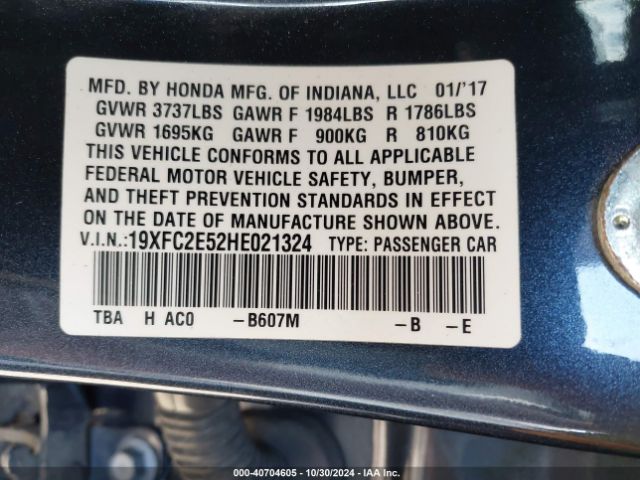 MFD. BY HONDA MFG. OF INDIANA, LLC 01/'17
GVWR 3737LBS GAWR F 1984LBS R 1786LBS
GVWR 1695KG GAWR F 900KG R 810KG
THIS VEHICLE CONFORMS TO ALL APPLICABLE
FEDERAL MOTOR VEHICLE SAFETY, BUMPER,
AND THEFT PREVENTION STANDARDS IN EFFECT
ON THE DATE OF MANUFACTURE SHOWN ABOVE.
V.I.N.:19XFC2E52HE021324 TYPE: PASSENGER CAR
TBA H AC0 -B607M -B -E
000-40704605 - 10/30/2024 - IAA Inc.